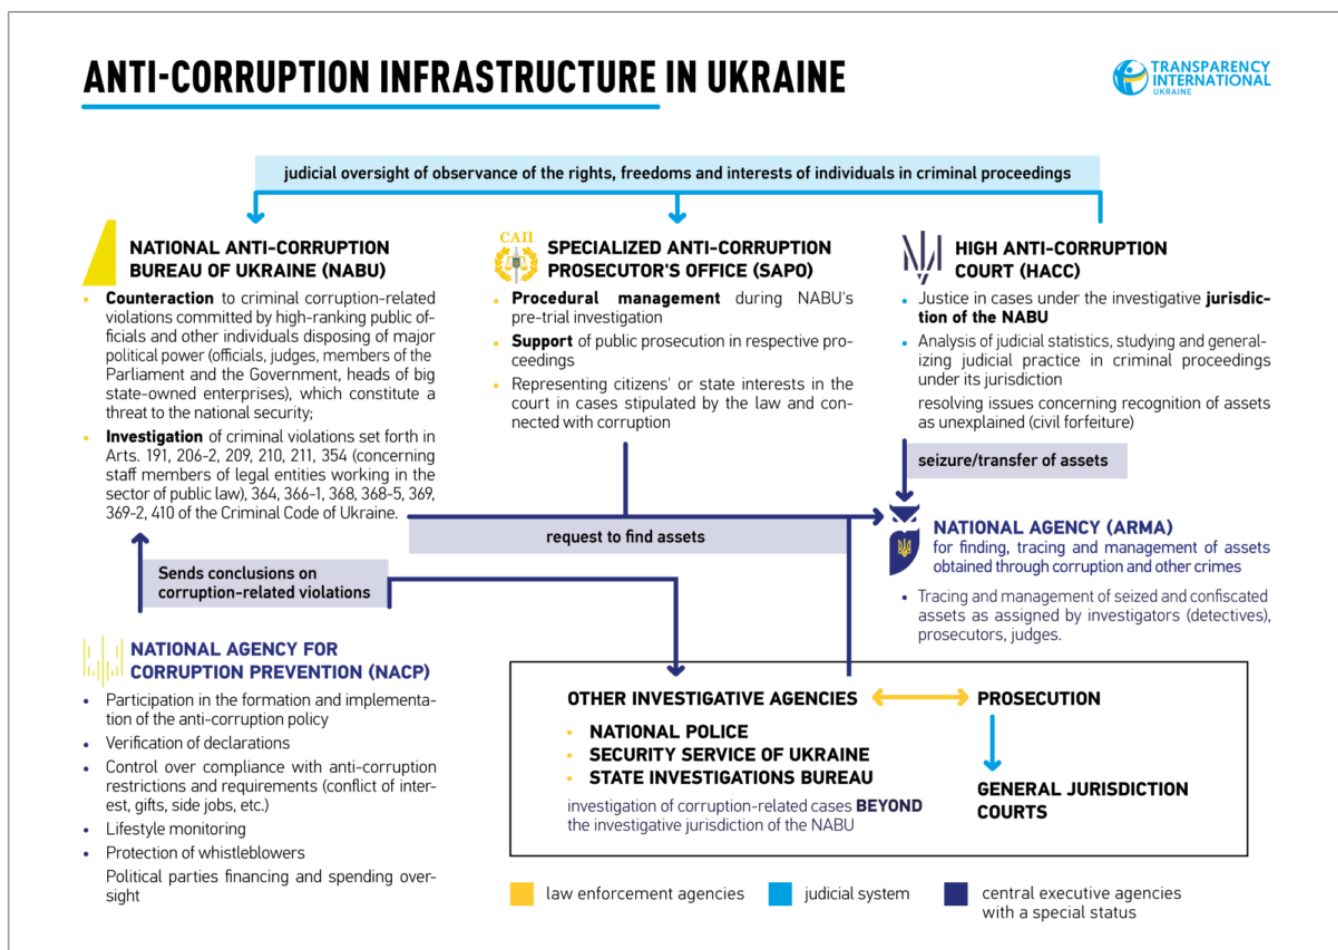 ANTI-CORRUPTION INFRASTRUCTURE IN UKRAINE
TRANSPARENCY
INTERNATIONAL
UKRAINE
judicial oversight of observance of the rights, freedoms and interests of individuals in criminal proceedings
NATIONAL ANTI-CORRUPTION
BUREAU OF UKRAINE (NABU)
• Counteraction to criminal corruption-related
violations committed by high-ranking public of-
ficials and other individuals disposing of major
political power (officials, judges, members of the
Parliament and the Government, heads of big
state-owned enterprises), which constitute a
threat to the national security;
• Investigation of criminal violations set forth in
Arts. 191, 206-2, 209, 210, 211, 354 (concerning
staff members of legal entities working in the
sector of public law), 364, 366-1, 368, 368-5, 369,
369-2, 410 of the Criminal Code of Ukraine.
САП
SPECIALIZED ANTI-CORRUPTION
PROSECUTOR'S OFFICE (SAPO)
• Procedural management during NABU's
pre-trial investigation
• Support of public prosecution in respective pro-
ceedings
• Representing citizens' or state interests in the
court in cases stipulated by the law and con-
nected with corruption
HIGH ANTI-CORRUPTION
COURT (HACC)
• Justice in cases under the investigative jurisdic-
tion of the NABU
• Analysis of judicial statistics, studying and general-
izing judicial practice in criminal proceedings
under its jurisdiction
resolving issues concerning recognition of assets
as unexplained (civil forfeiture)
seizure/transfer of assets
request to find assets
NATIONAL AGENCY (ARMA)
for finding, tracing and management of assets
obtained through corruption and other crimes
• Tracing and management of seized and confiscated
assets as assigned by investigators (detectives),
prosecutors, judges.
Sends conclusions on
corruption-related violations
NATIONAL AGENCY FOR
CORRUPTION PREVENTION (NACP)
• Participation in the formation and implementa-
tion of the anti-corruption policy
• Verification of declarations
• Control over compliance with anti-corruption
restrictions and requirements (conflict of inter-
est, gifts, side jobs, etc.)
• Lifestyle monitoring
• Protection of whistleblowers
Political parties financing and spending over-
sight
OTHER INVESTIGATIVE AGENCIES
• NATIONAL POLICE
• SECURITY SERVICE OF UKRAINE
• STATE INVESTIGATIONS BUREAU
investigation of corruption-related cases BEYOND
the investigative jurisdiction of the NABU
PROSECUTION
GENERAL JURISDICTION
COURTS
law enforcement agencies
judicial system
central executive agencies
with a special status